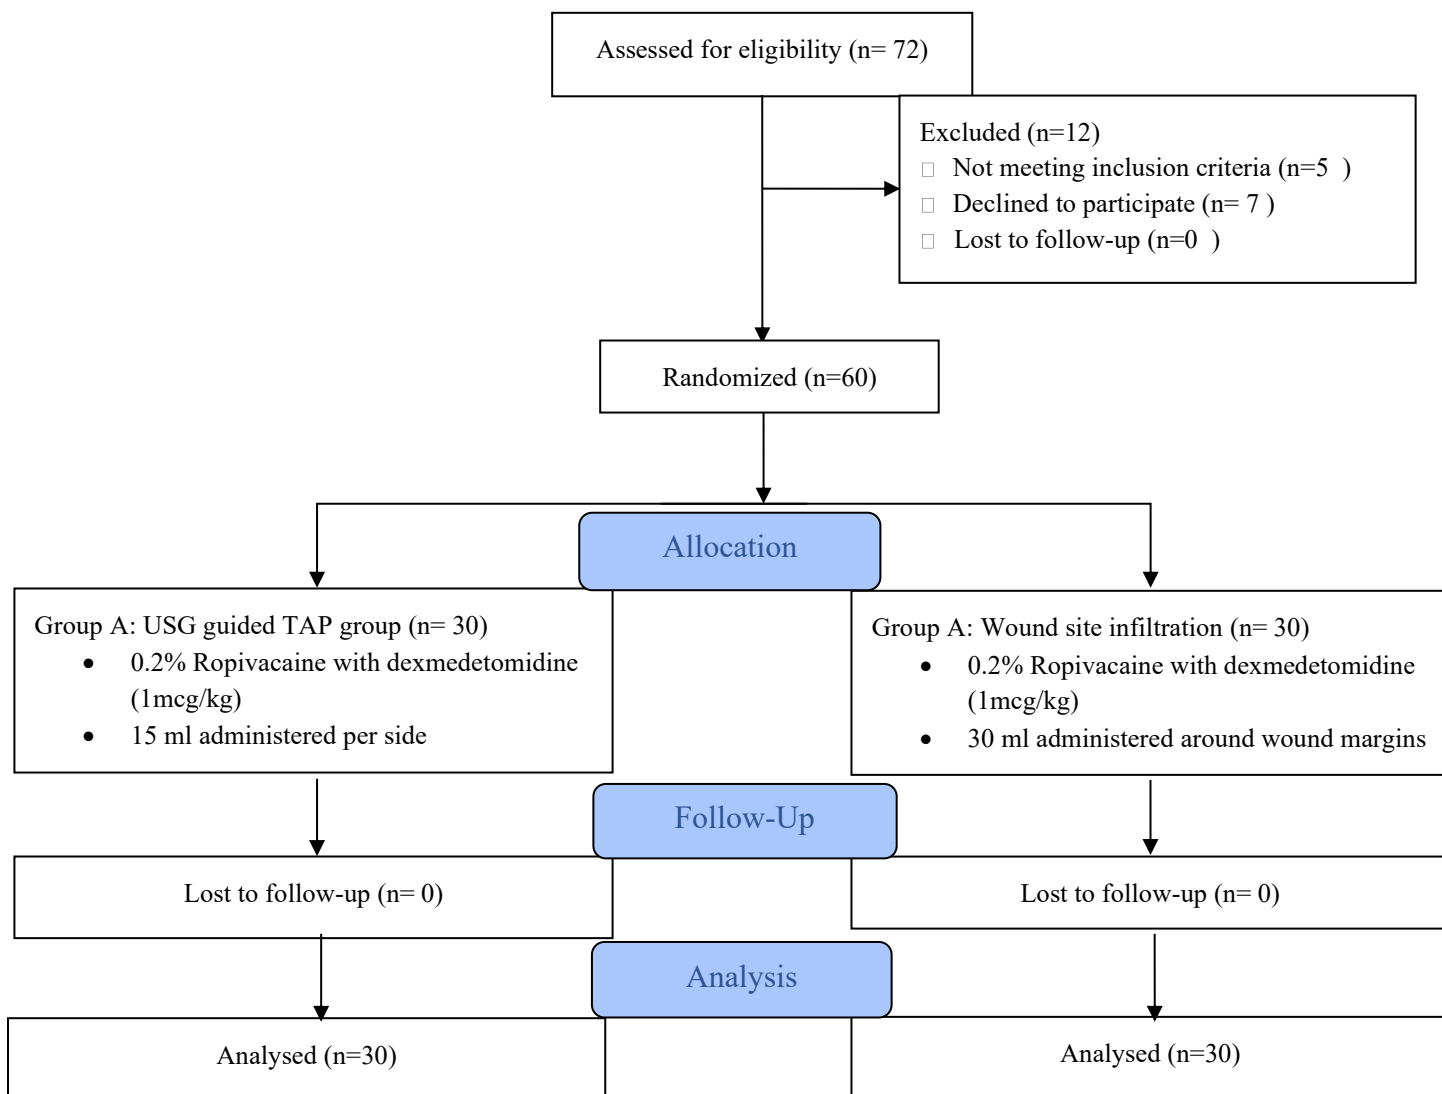 Assessed for eligibility (n= 72)
Excluded (n=12)
Not meeting inclusion criteria (n=5  )
Declined to participate (n= 7 )
Lost to follow-up (n=0  )
Randomized (n=60)
Allocation
Group A: USG guided TAP group (n= 30)
• 0.2% Ropivacaine with dexmedetomidine
(1mcg/kg)
• 15 ml administered per side
Group A: Wound site infiltration (n= 30)
• 0.2% Ropivacaine with dexmedetomidine
(1mcg/kg)
• 30 ml administered around wound margins
Follow-Up
Lost to follow-up (n= 0)
Lost to follow-up (n= 0)
Analysis
Analysed (n=30)
Analysed (n=30)